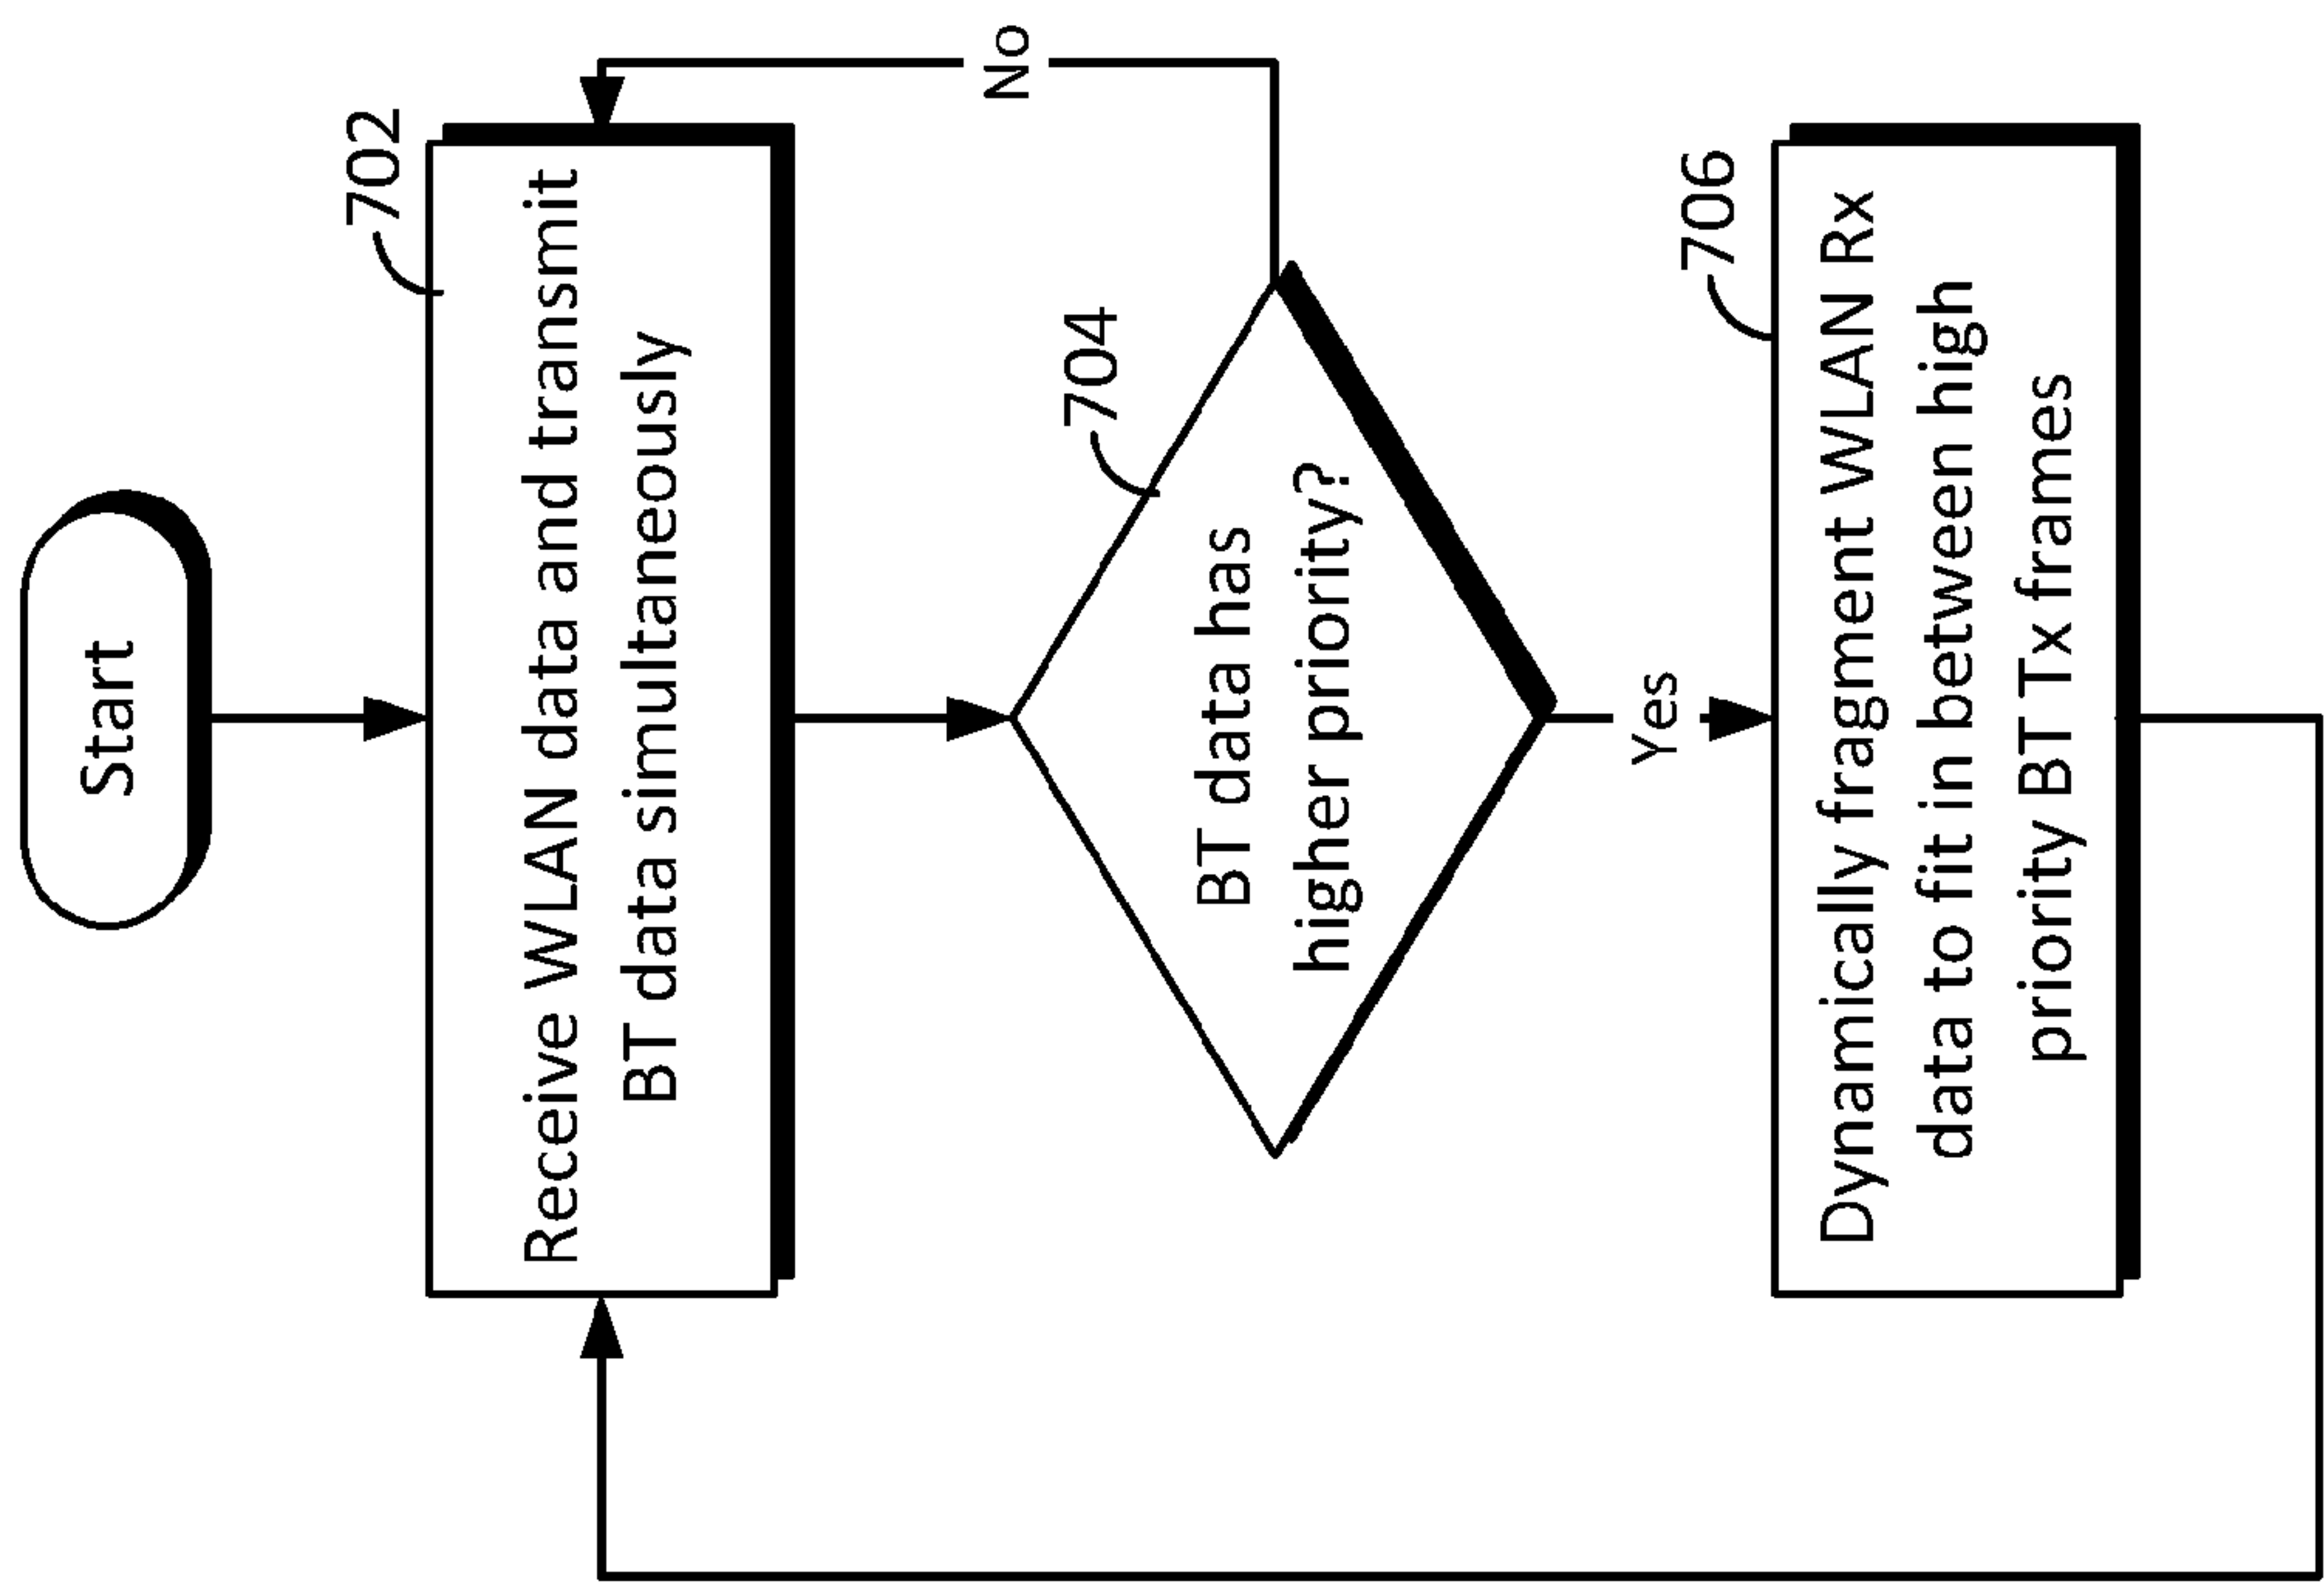 Start
702
Receive WLAN data and transmit
BT data simultaneously
No
704
BT data has
higher priority?
Yes
706
Dynamically fragment WLAN Rx
data to fit in between high
priority BT Tx frames